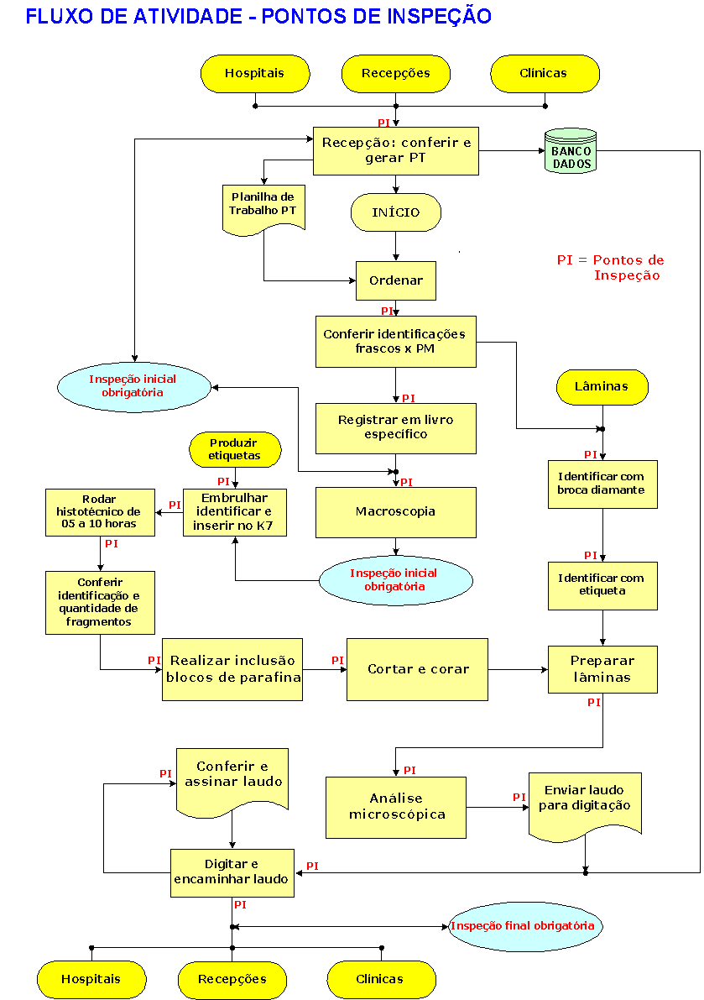 FLUXO DE ATIVIDADE - PONTOS DE INSPEÇÃO
Hospitais
Recepções
Clínicas
PI
Recepção: conferir e
gerar PT
BANCO
DADOS
Planilha de
Trabalho PT
INÍCIO
PI = Pontos de
Inspeção
Ordenar
PI
Conferir identificações
frascos x PM
Inspeção inicial
obrigatória
Lâminas
PI
Registrar em livro
específico
Produzir
etiquetas
PI
Identificar com
broca diamante
PI
PI
Macroscopia
Embrulhar
identificar e
inserir no K7
PI
Rodar
histotécnico de
05 a 10 horas
PI
PI
Inspeção inicial
obrigatória
Identificar com
etiqueta
Conferir
identificação e
quantidade de
fragmentos
PI
Realizar inclusão
blocos de parafina
PI
Cortar e corar
Preparar
lâminas
PI
Conferir e
assinar laudo
PI
PI
Análise
microscópica
PI
Enviar laudo
para digitação
Digitar e
encaminhar laudo
PI
PI
Inspeção final obrigatória
Hospitais
Recepções
Clínicas